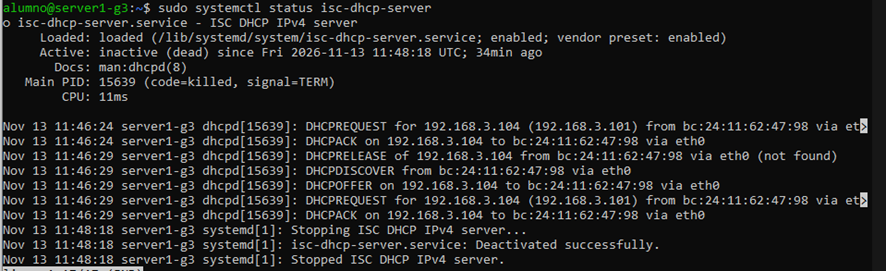 alumno@server1-g3:~$ sudo systemctl status isc-dhcp-server
o isc-dhcp-server.service - ISC DHCP IPv4 server
     Loaded: loaded (/lib/systemd/system/isc-dhcp-server.service; enabled; vendor preset: enabled)
     Active: inactive (dead) since Fri 2026-11-13 11:48:18 UTC; 34min ago
       Docs: man:dhcpd(8)
   Main PID: 15639 (code=killed, signal=TERM)
        CPU: 11ms
Nov 13 11:46:24 server1-g3 dhcpd[15639]: DHCPREQUEST for 192.168.3.104 (192.168.3.101) from bc:24:11:62:47:98 via et>
Nov 13 11:46:24 server1-g3 dhcpd[15639]: DHCPACK on 192.168.3.104 to bc:24:11:62:47:98 via eth0
Nov 13 11:46:29 server1-g3 dhcpd[15639]: DHCPRELEASE of 192.168.3.104 from bc:24:11:62:47:98 via eth0 (not found)
Nov 13 11:46:29 server1-g3 dhcpd[15639]: DHCPDISCOVER from bc:24:11:62:47:98 via eth0
Nov 13 11:46:29 server1-g3 dhcpd[15639]: DHCPOFFER on 192.168.3.104 to bc:24:11:62:47:98 via eth0
Nov 13 11:46:29 server1-g3 dhcpd[15639]: DHCPREQUEST for 192.168.3.104 (192.168.3.101) from bc:24:11:62:47:98 via et>
Nov 13 11:46:29 server1-g3 dhcpd[15639]: DHCPACK on 192.168.3.104 to bc:24:11:62:47:98 via eth0
Nov 13 11:48:18 server1-g3 systemd[1]: Stopping ISC DHCP IPv4 server...
Nov 13 11:48:18 server1-g3 systemd[1]: isc-dhcp-server.service: Deactivated successfully.
Nov 13 11:48:18 server1-g3 systemd[1]: Stopped ISC DHCP IPv4 server.